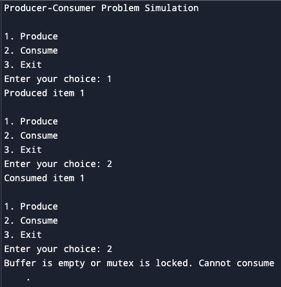 Producer-Consumer Problem Simulation
1. Produce
2. Consume
3. Exit
Enter your choice: 1
Produced item 1
1. Produce
2. Consume
3. Exit
Enter your choice: 2
Consumed item 1
1. Produce
2. Consume
3. Exit
Enter your choice: 2
Buffer is empty or mutex is locked. Cannot consume
.